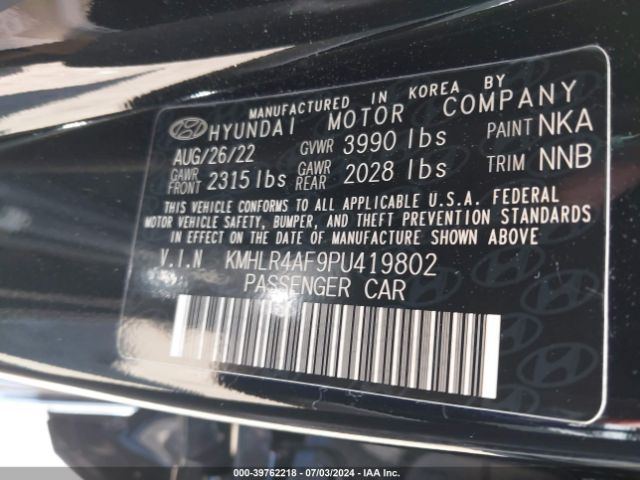 MANUFACTURED IN KOREA BY
HYUNDAI MOTOR COMPANY
AUG/26/22 GVWR 3990 lbs PAINT NKA
GAWR FRONT 2315 lbs GAWR REAR 2028 lbs TRIM NNB
THIS VEHICLE CONFORMS TO ALL APPLICABLE U.S.A. FEDERAL
MOTOR VEHICLE SAFETY, BUMPER, AND THEFT PREVENTION STANDARDS
IN EFFECT ON THE DATE OF MANUFACTURE SHOWN ABOVE
V.I.N KMHLR4AF9PU419802
PASSENGER CAR
000-39762218 - 07/03/2024 - IAA Inc.